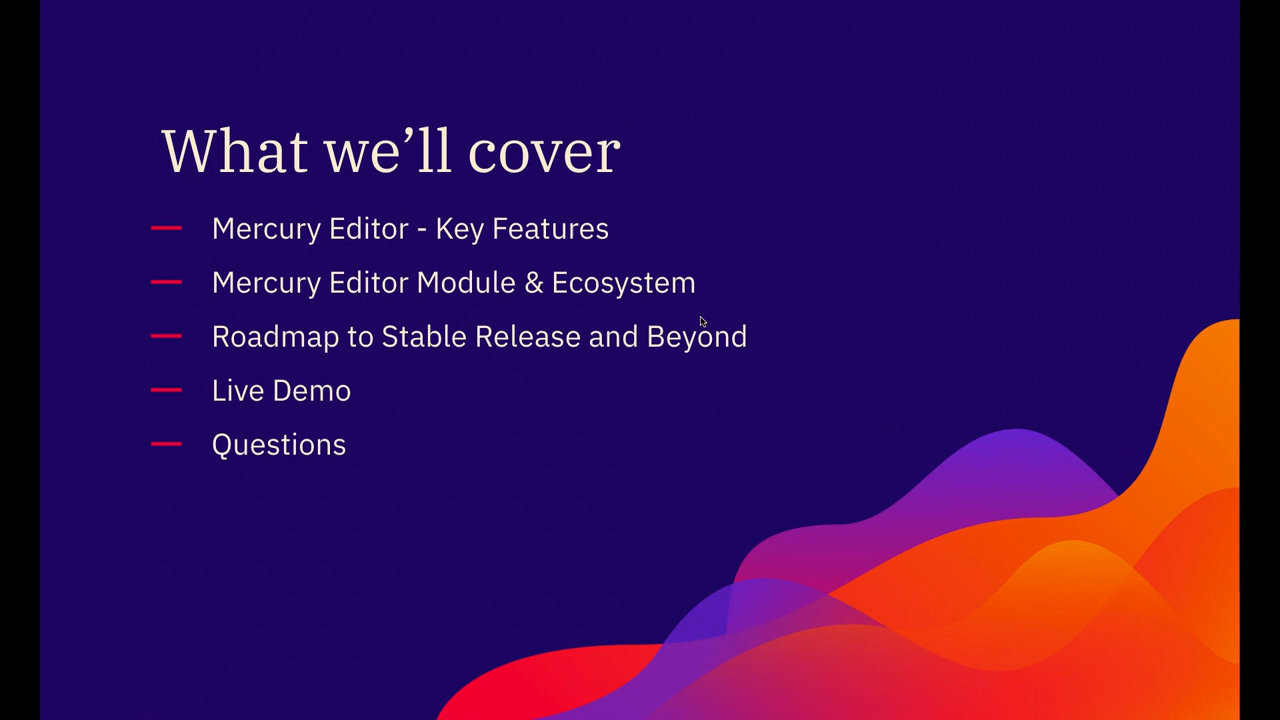 What we’ll cover
Mercury Editor - Key Features
Mercury Editor Module & Ecosystem
Roadmap to Stable Release and Beyond
Live Demo
Questions